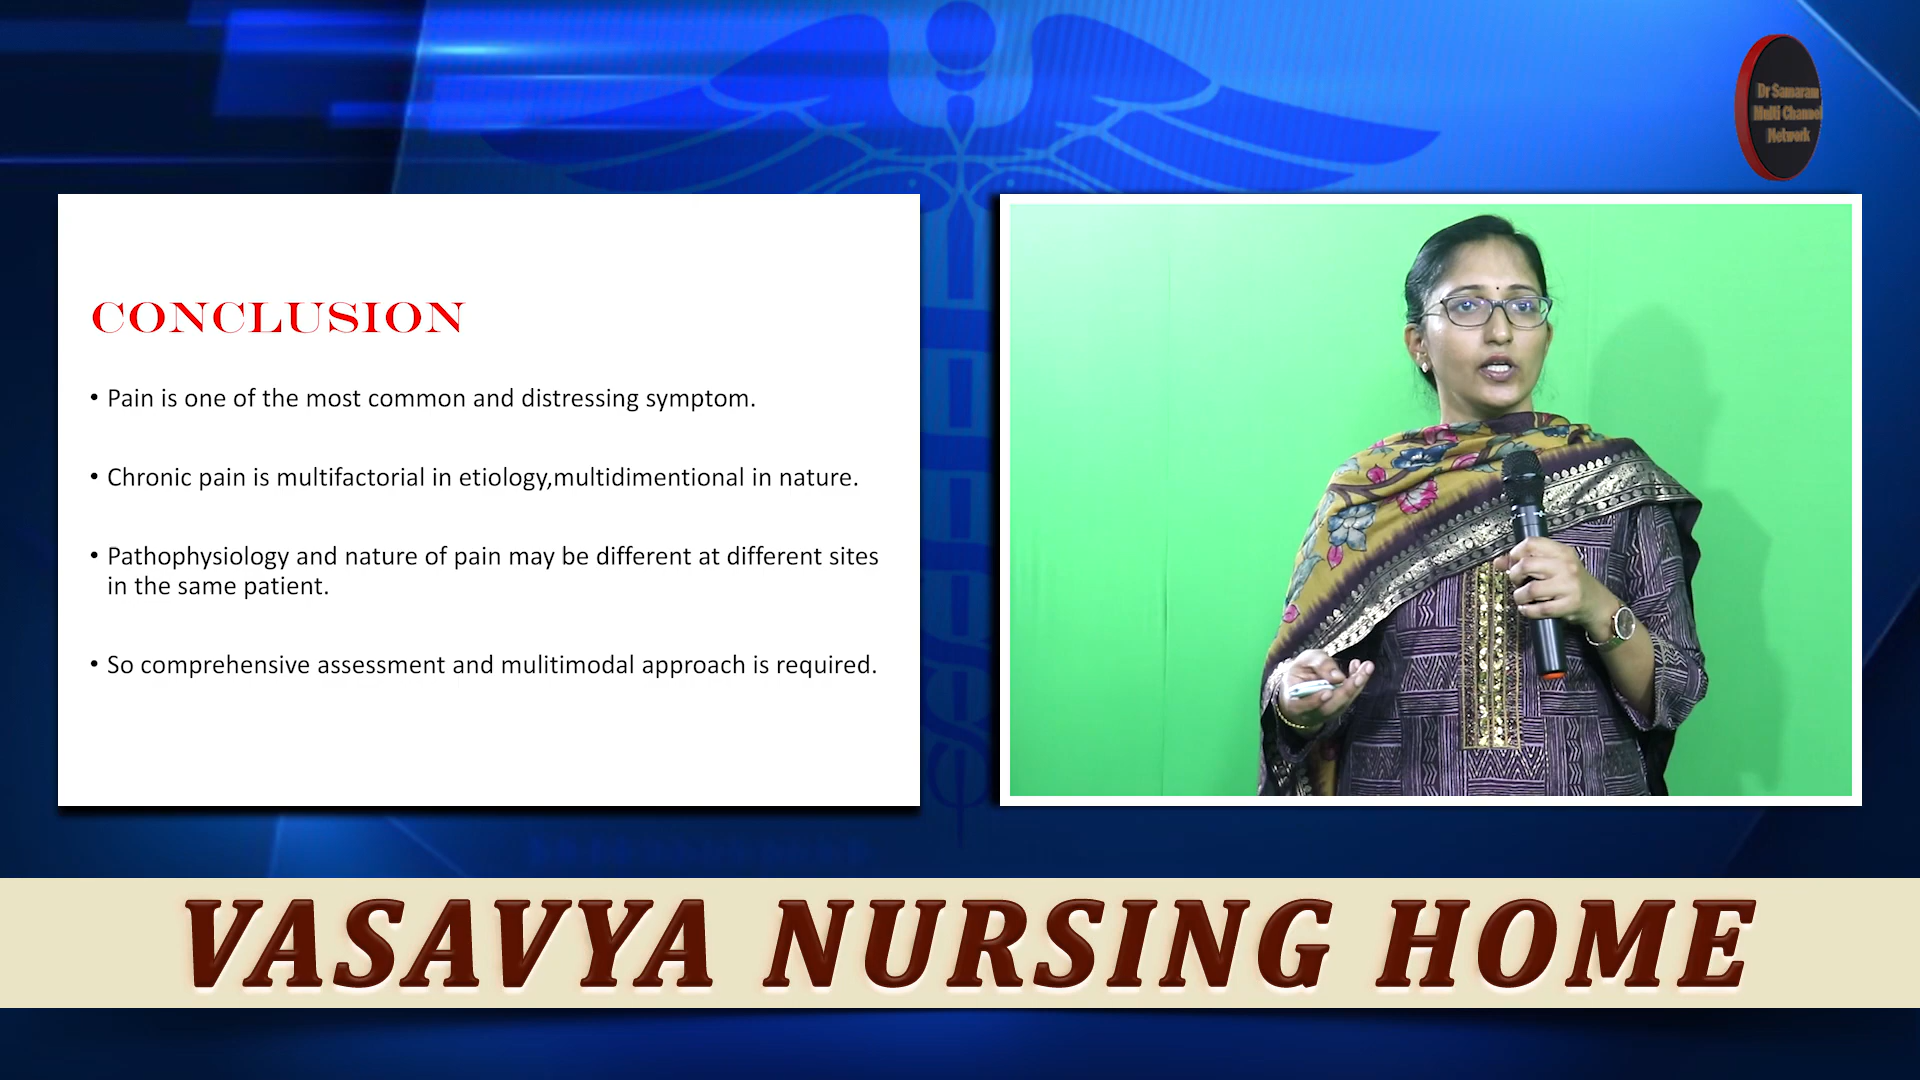 Dr Samaram
Multi Channel
Network
CONCLUSION
• Pain is one of the most common and distressing symptom.
• Chronic pain is multifactorial in etiology,multidimentional in nature.
• Pathophysiology and nature of pain may be different at different sites
in the same patient.
• So comprehensive assessment and mulitimodal approach is required.
VASAVYA NURSING HOME